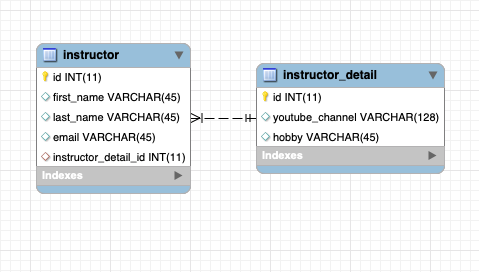 instructor
id INT(11)
first_name VARCHAR(45)
last_name VARCHAR(45)
email VARCHAR(45)
instructor_detail_id INT(11)
Indexes
instructor_detail
id INT(11)
youtube_channel VARCHAR(128)
hobby VARCHAR(45)
Indexes